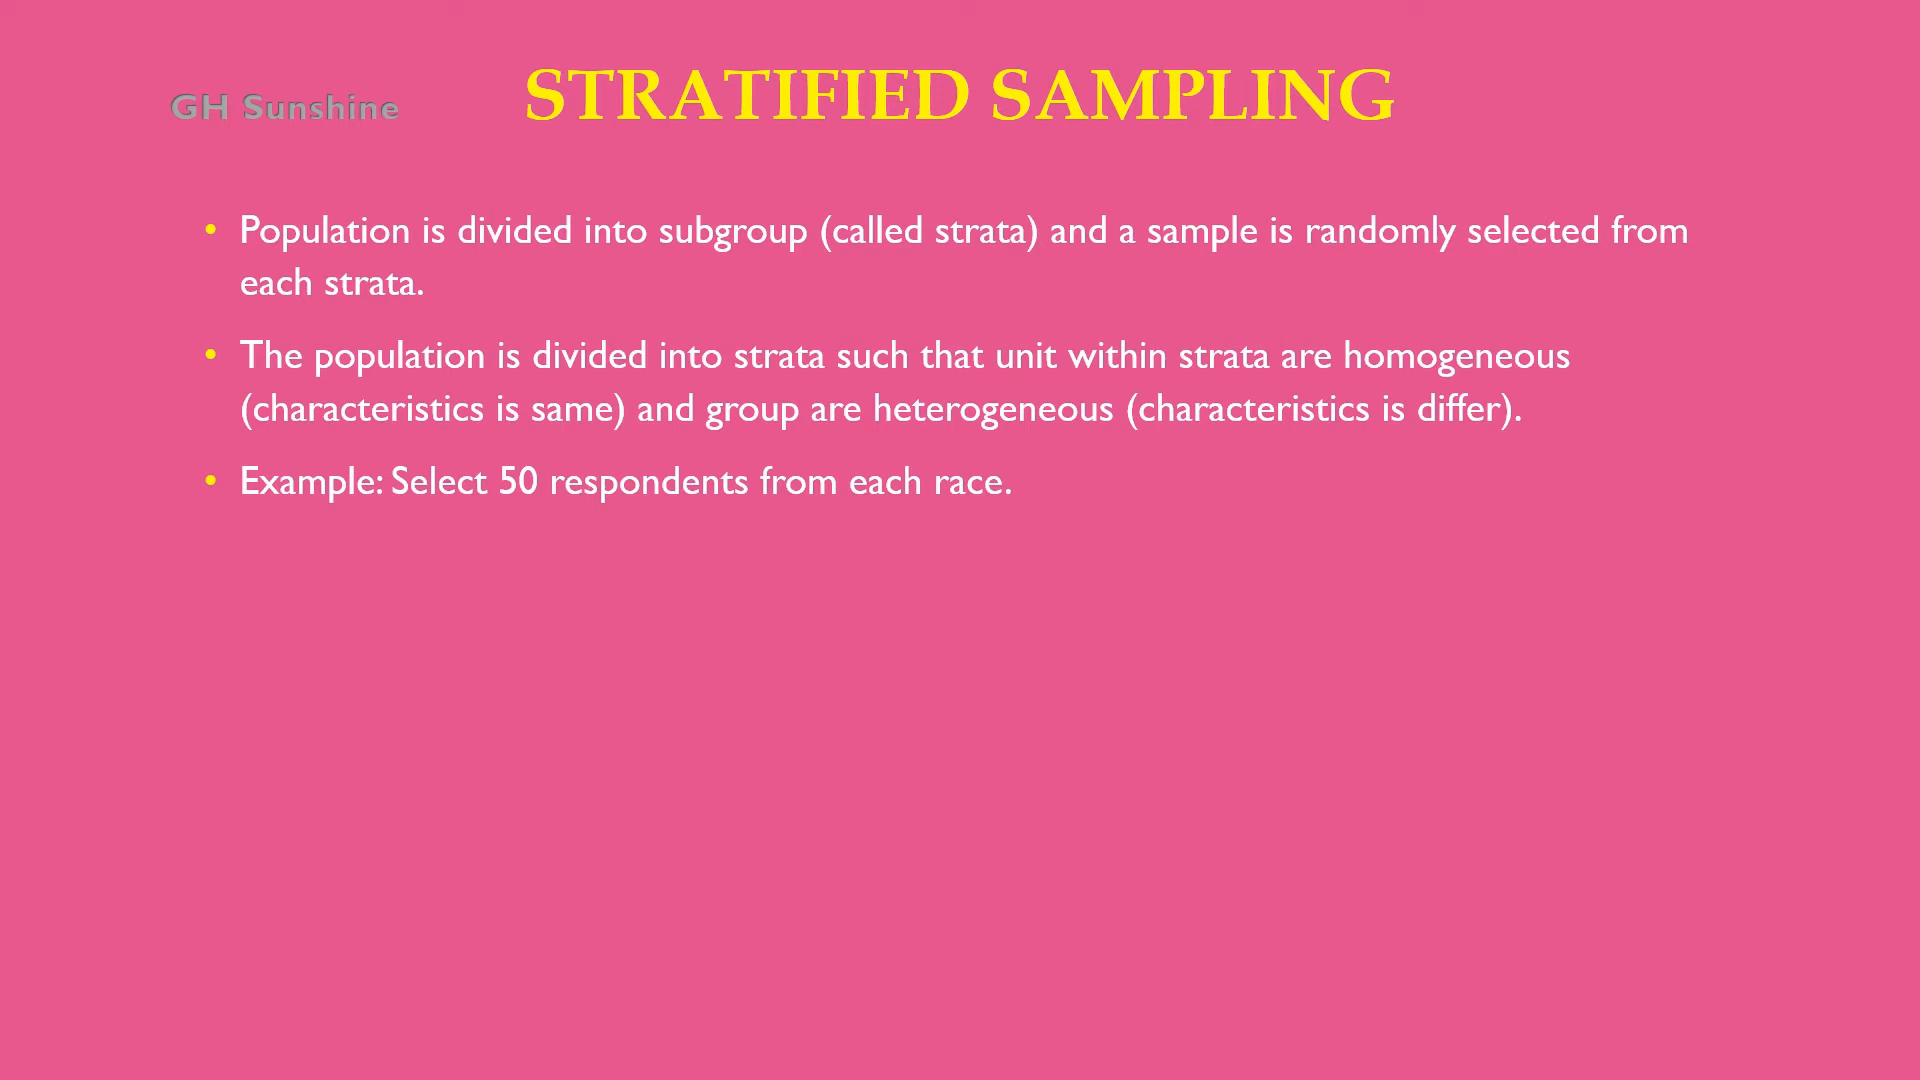 GH Sunshine
STRATIFIED SAMPLING
• Population is divided into subgroup (called strata) and a sample is randomly selected from
each strata.
• The population is divided into strata such that unit within strata are homogeneous
(characteristics is same) and group are heterogeneous (characteristics is differ).
• Example: Select 50 respondents from each race.